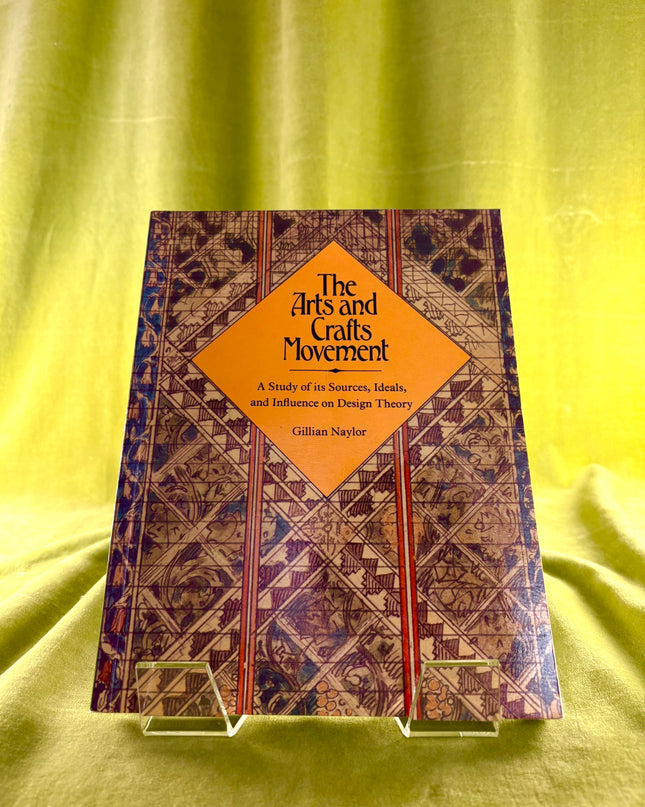 The
Arts and
Crafts
Movement
A Study of its Sources, Ideals,
and Influence on Design Theory
Gillian Naylor